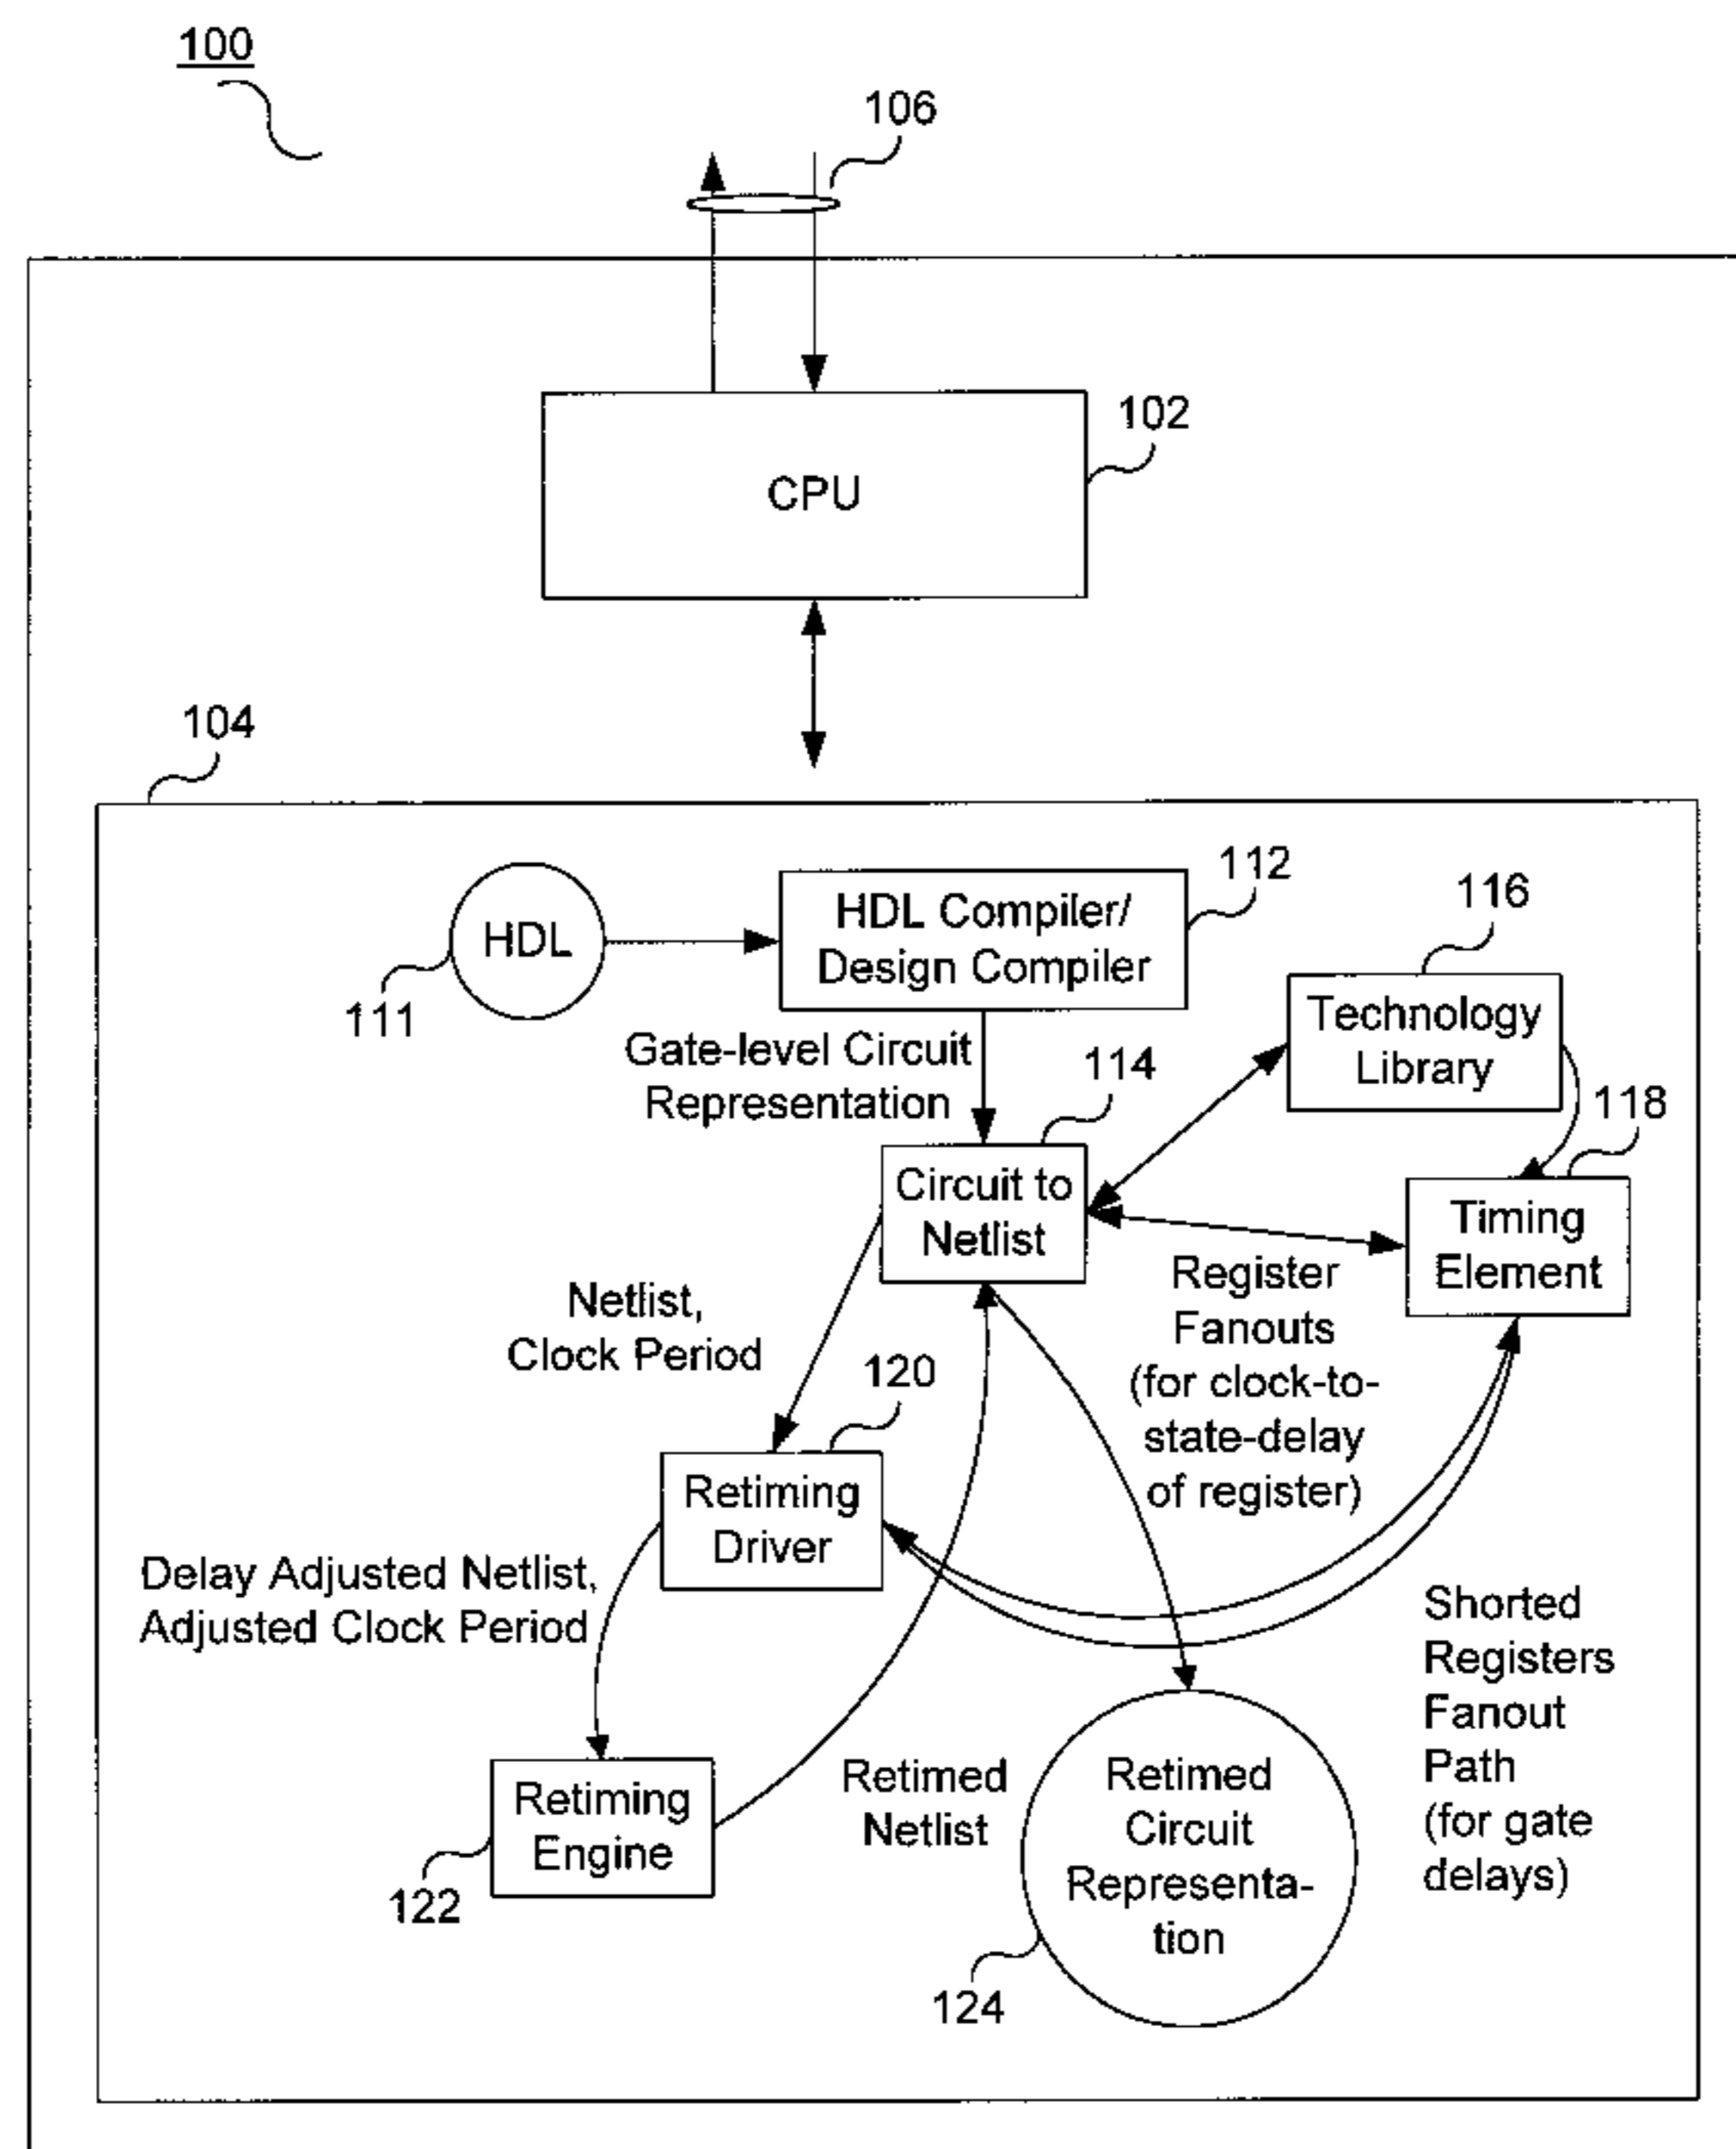 100
106
102
CPU
104
112
HDL Compiler/
Design Compiler
HDL
111
116
Technology
Library
Gate-level Circuit
Representation
114
118
Circuit to
Netlist
Timing
Element
Netlist,
Clock Period
Register
Fanouts
(for clock-to-
state-delay
of register)
120
Retiming
Driver
Delay Adjusted Netlist,
Adjusted Clock Period
Shorted
Registers
Fanout
Path
(for gate
delays)
Retiming
Engine
122
Retimed
Netlist
Retimed
Circuit
Representa-
tion
124